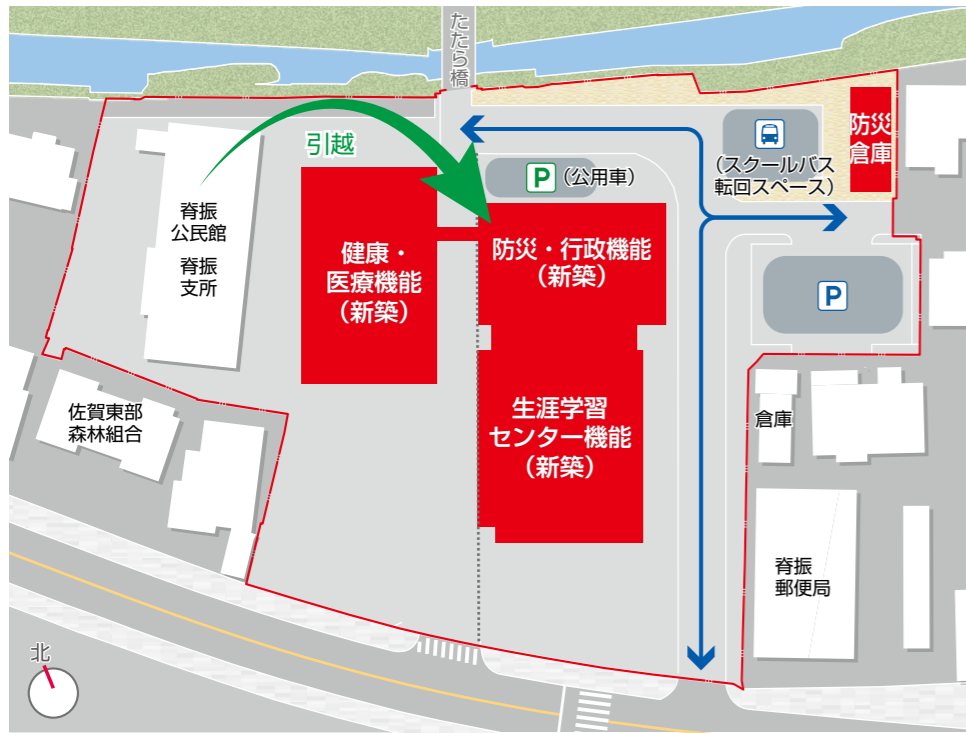 たたら橋
引越
防災
倉庫
(スクールバス
転回スペース)
P (公用車)
脊振
公民館
脊振
支所
健康・
医療機能
(新築)
防災・行政機能
(新築)
P
佐賀東部
森林組合
生涯学習
センター機能
(新築)
倉庫
脊振
郵便局
北